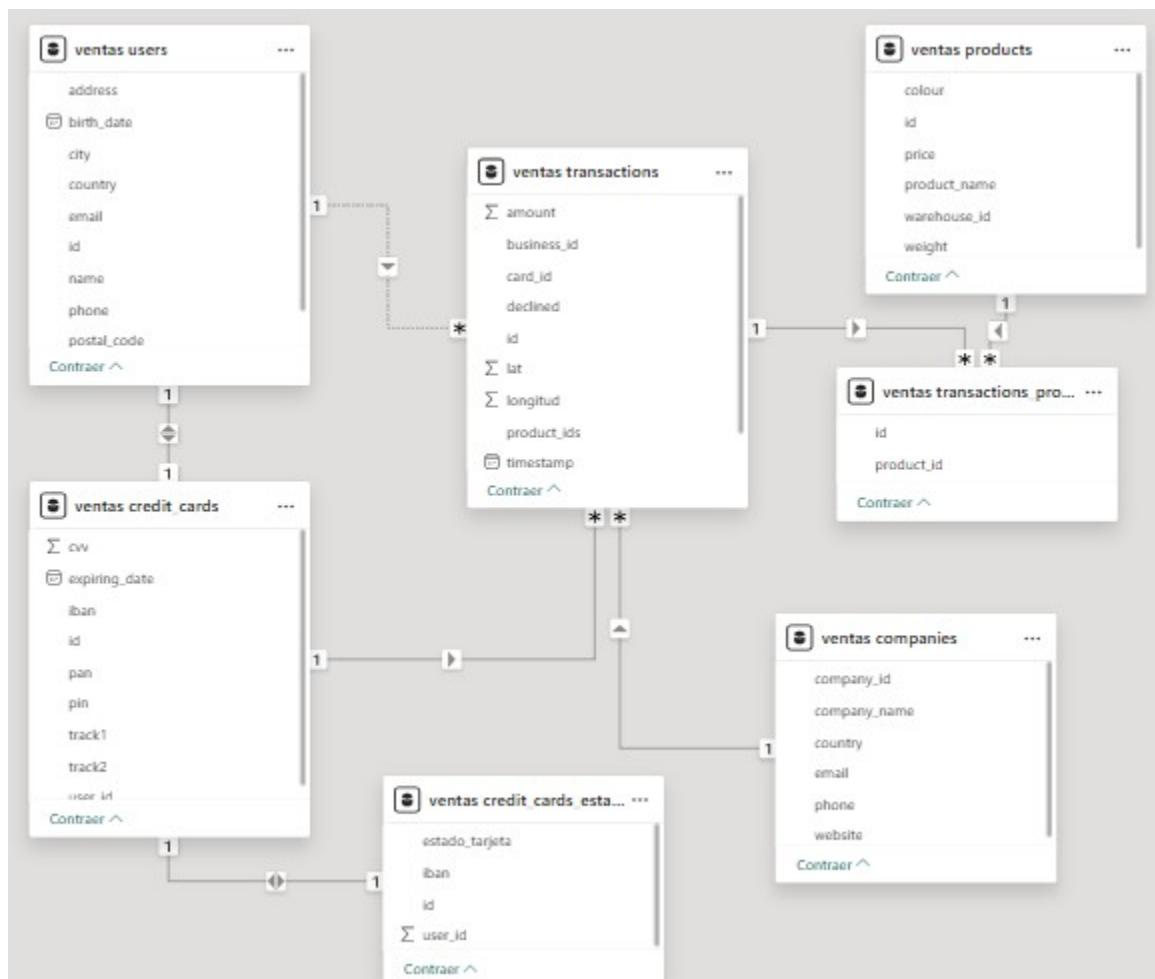 ventas users
address
birth_date
city
country
email
id
name
phone
postal_code
Contraer
ventas products
colour
id
price
product_name
warehouse_id
weight
Contraer
ventas transactions
amount
business_id
card_id
declined
id
lat
longitud
product_ids
timestamp
Contraer
1
*
1
*
1
*
ventas transactions_pro...
id
product_id
Contraer
1
1
ventas credit_cards
cvv
expiring_date
iban
id
pan
pin
track1
track2
user_id
Contraer
1
*
*
1
ventas companies
company_id
company_name
country
email
phone
website
Contraer
1
1
ventas credit_cards_esta...
estado_tarjeta
iban
id
Σ user_id
Contraer